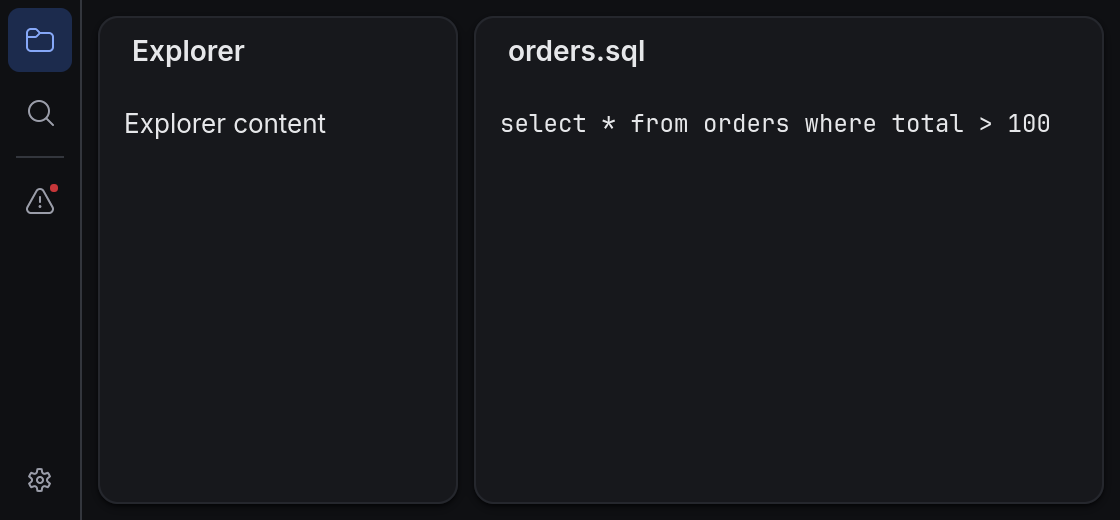 Explorer
Explorer content
orders.sql
select * from orders where total > 100